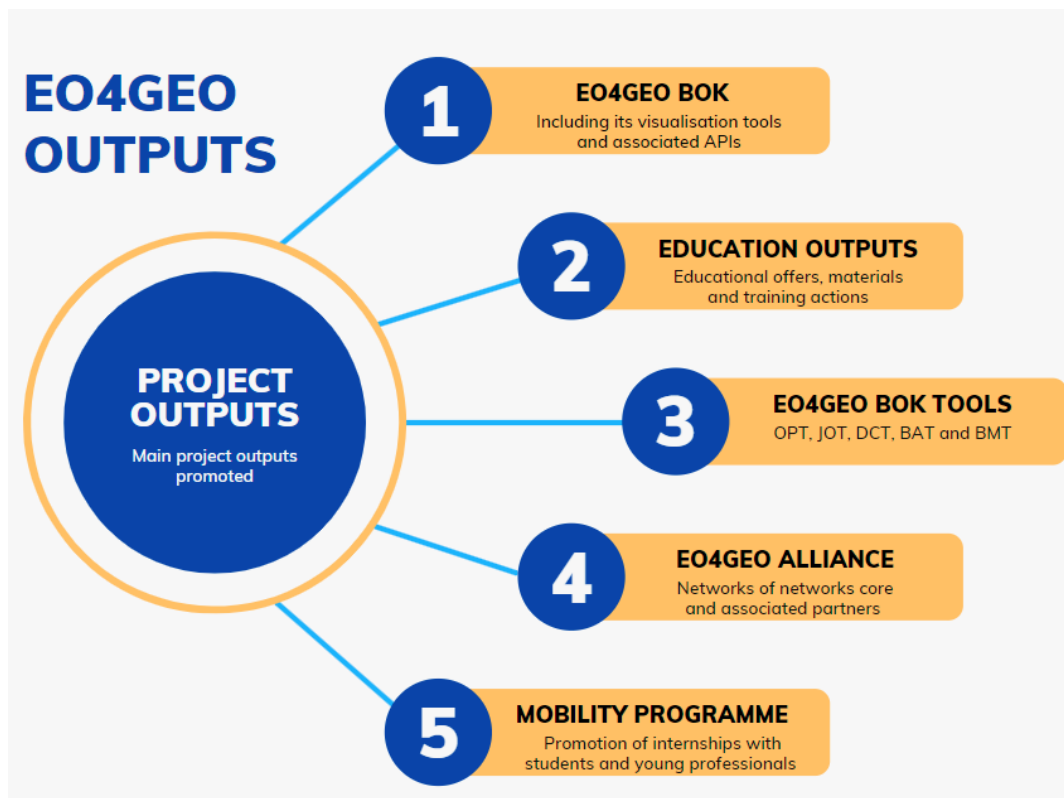 EO4GEO
OUTPUTS
PROJECT
OUTPUTS
Main project outputs
promoted
1
EO4GEO BOK
Including its visualisation tools
and associated APIs
2
EDUCATION OUTPUTS
Educational offers, materials
and training actions
3
EO4GEO BOK TOOLS
OPT, JOT, DCT, BAT and BMT
4
EO4GEO ALLIANCE
Networks of networks core
and associated partners
5
MOBILITY PROGRAMME
Promotion of internships with
students and young professionals